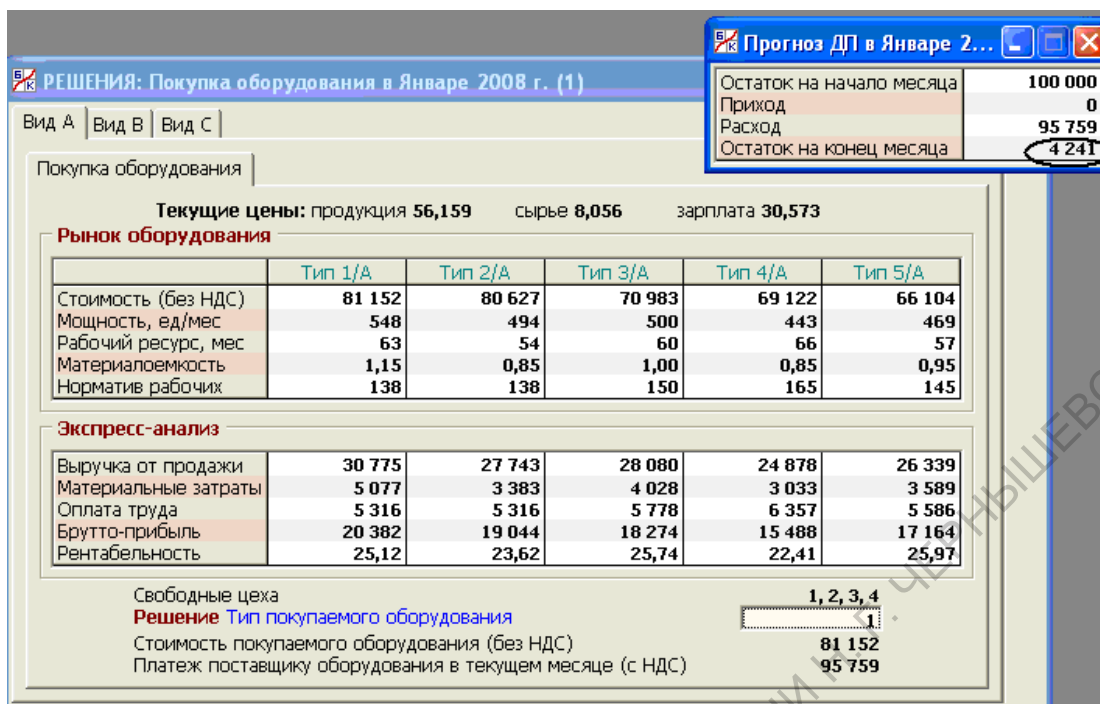 Прогноз ДП в Январе 2...
Остаток на начало месяца 100 000
Приход 0
Расход 95 759
Остаток на конец месяца 4 241
РЕШЕНИЯ: Покупка оборудования в Январе 2008 г. (1)
Вид A Вид B Вид C
Покупка оборудования
Текущие цены: продукция 56,159 сырье 8,056 зарплата 30,573
Рынок оборудования
Тип 1/А Тип 2/А Тип 3/А Тип 4/А Тип 5/А
Стоимость (без НДС) 81 152 80 627 70 983 69 122 66 104
Мощность, ед/мес 548 494 500 443 469
Рабочий ресурс, мес 63 54 60 66 57
Материалоемкость 1,15 0,85 1,00 0,85 0,95
Норматив рабочих 138 138 150 165 145
Экспресс-анализ
Выручка от продажи 30 775 27 743 28 080 24 878 26 339
Материальные затраты 5 077 3 383 4 028 3 033 3 589
Оплата труда 5 316 5 316 5 778 6 357 5 586
Брутто-прибыль 20 382 19 044 18 274 15 488 17 164
Рентабельность 25,12 23,62 25,74 22,41 25,97
Свободные цеха 1, 2, 3, 4
Решение Тип покупаемого оборудования 1
Стоимость покупаемого оборудования (без НДС) 81 152
Платеж поставщику оборудования в текущем месяце (с НДС) 95 759